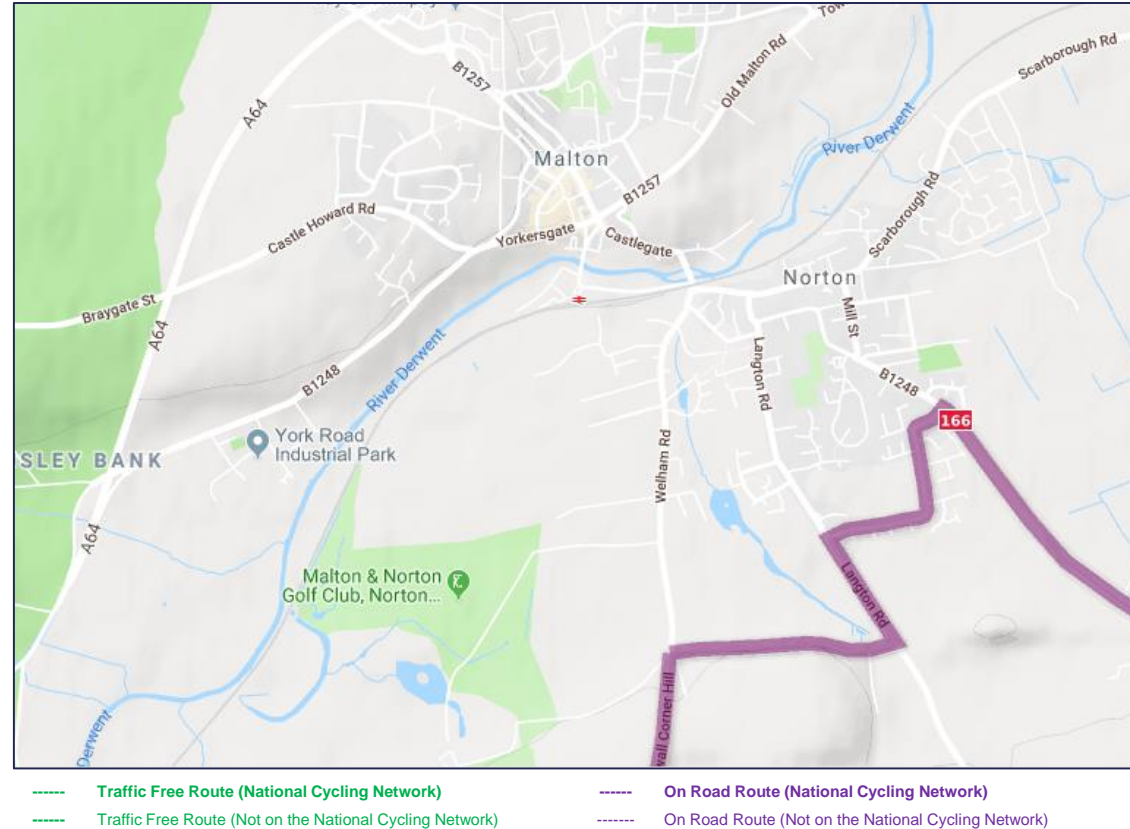 B1257
Old Malton Rd
Scarborough Rd
A64
River Derwent
Malton
B1257
Castle Howard Rd
Yorkersgate
Castlegate
Scarborough Rd
Norton
Braygate St
A64
Mill St
River Derwent
Langton Rd
B1248
B1248
166
York Road
Industrial Park
SLEY BANK
Welham Rd
A64
Malton & Norton
Golf Club, Norton...
Langton Rd
Derwent
wall Corner Hill
------ Traffic Free Route (National Cycling Network)
------ On Road Route (National Cycling Network)
------ Traffic Free Route (Not on the National Cycling Network)
------- On Road Route (Not on the National Cycling Network)